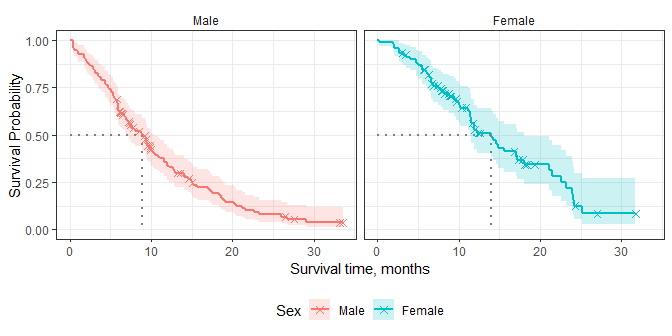 Male Female
1.00
0.75
0.50
0.25
0.00
Survival Probability
0 10 20 30 0 10 20 30
Survival time, months
Sex Male Female